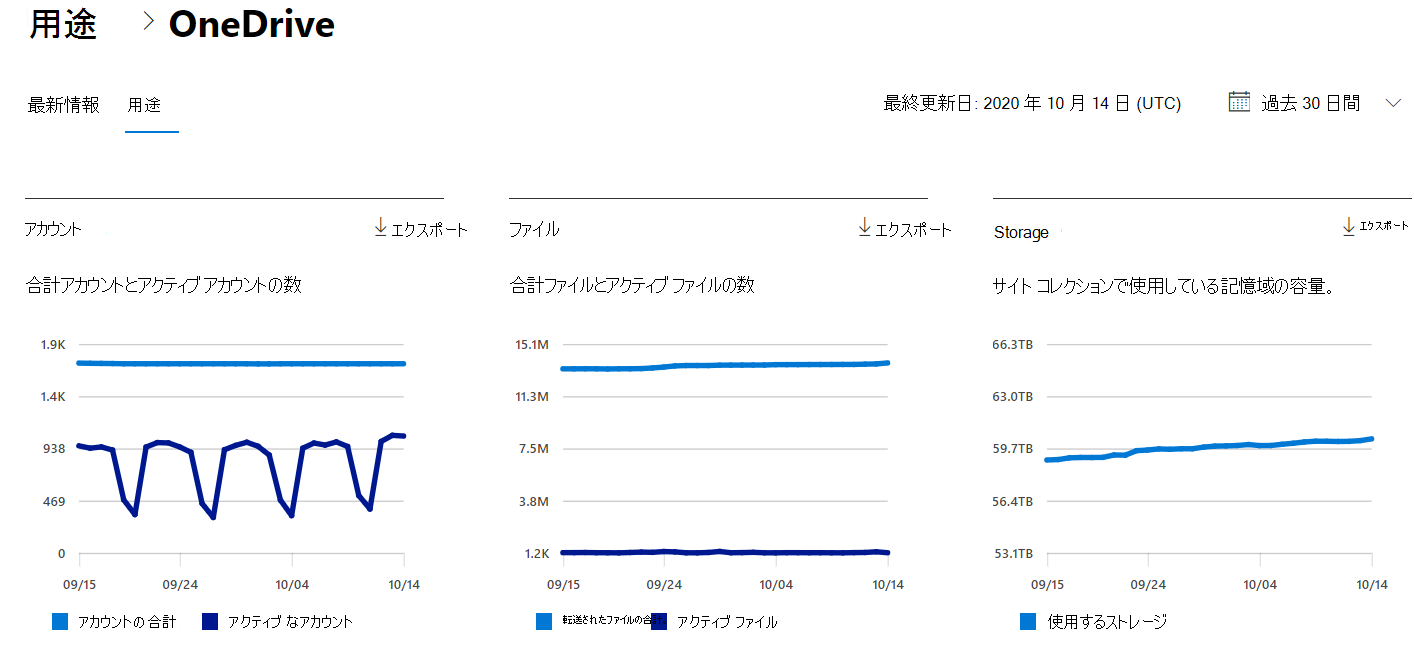 用途 > OneDrive
最新情報 用途 最終更新日: 2020 年 10 月 14 日 (UTC) 過去 30 日間
アカウント エクスポート
合計アカウントとアクティブ アカウントの数
1.9K
1.4K
938
469
0
09/15 09/24 10/04 10/14
アカウントの 合計 アクティブ なアカウント
ファイル エクスポート
合計ファイルとアクティブ ファイルの数
15.1M
11.3M
7.5M
3.8M
1.2K
09/15 09/24 10/04 10/14
転送されたファイルの合計 アクティブ ファイル
Storage エクスポート
サイト コレクションで使用している記憶域の容量。
66.3TB
63.0TB
59.7TB
56.4TB
53.1TB
09/15 09/24 10/04 10/14
使用するストレージ